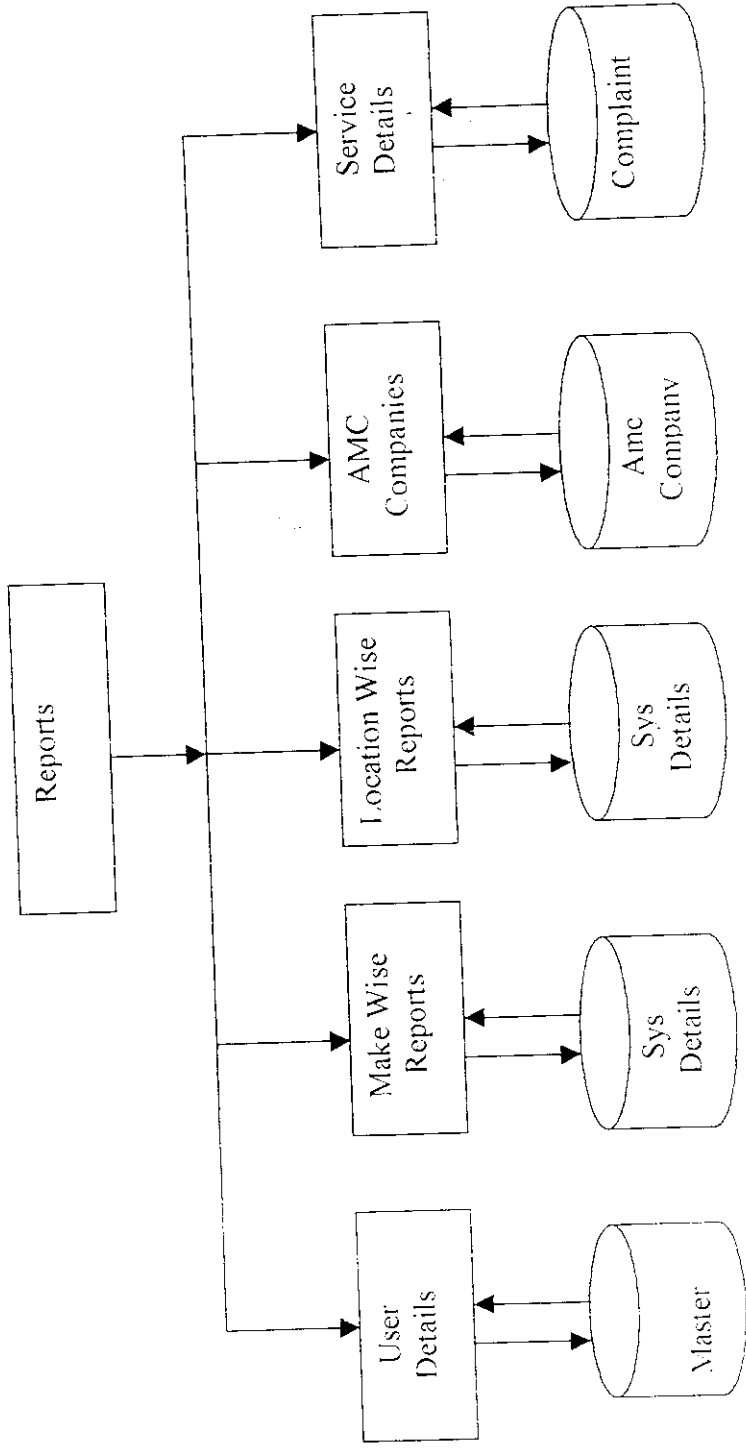 Reports
User
Details
Make Wise
Reports
Location Wise
Reports
AMC
Companies
Service
Details
Master
Sys
Details
Sys
Details
Amc
Company
Complaint